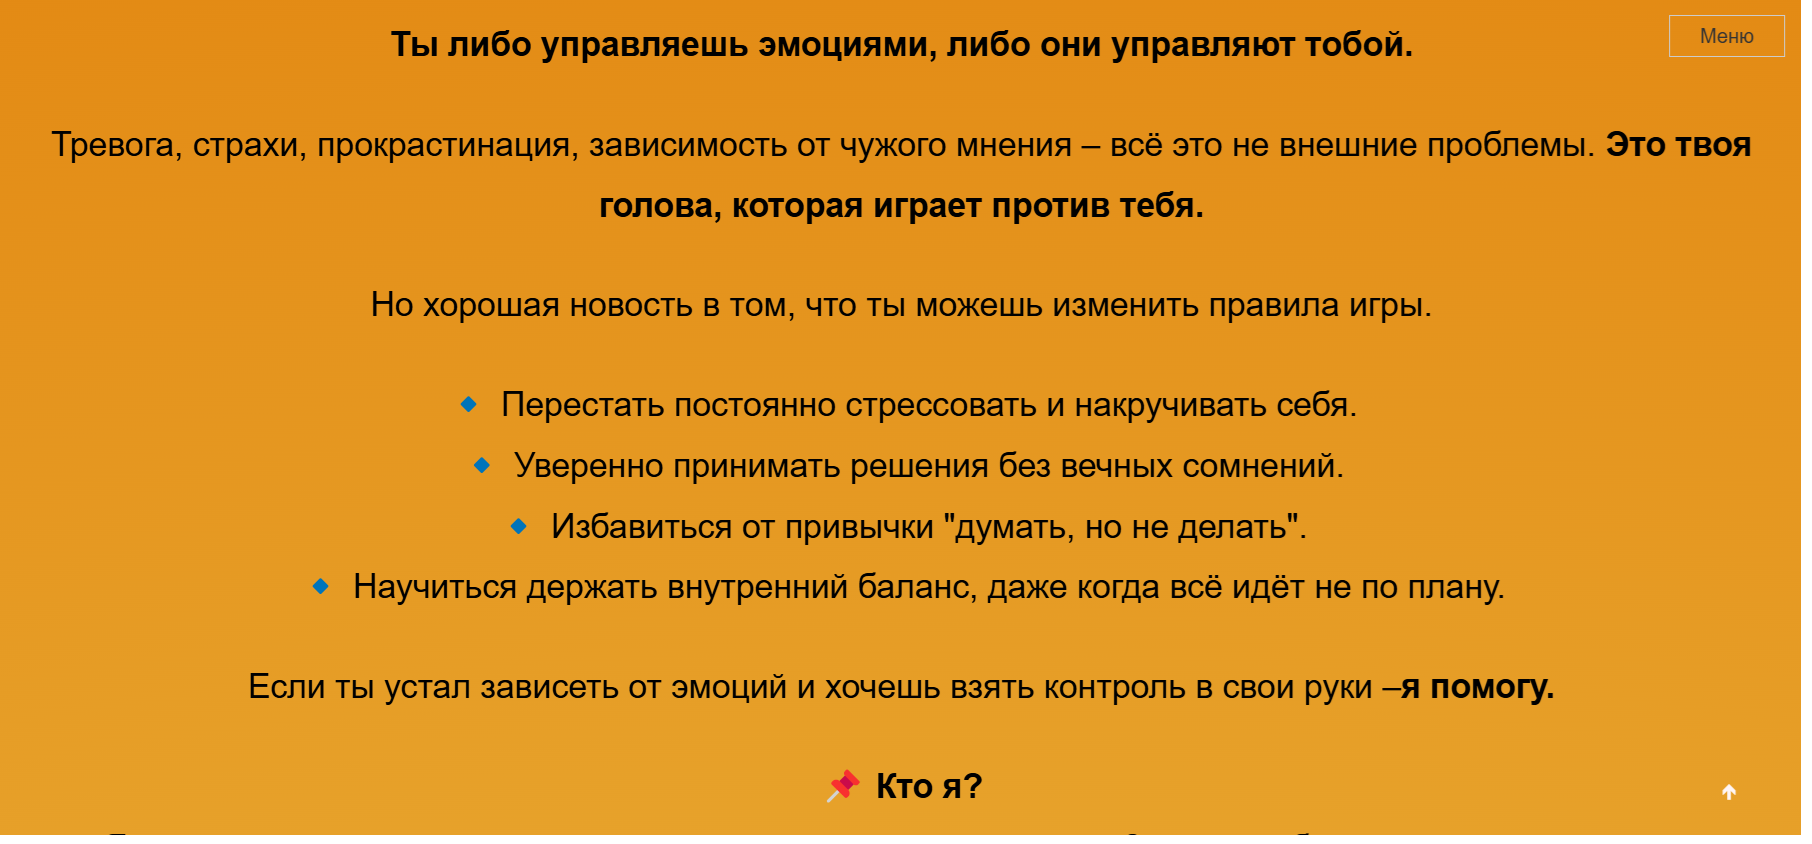 Ты либо управляешь эмоциями, либо они управляют тобой.
Меню
Тревога, страхи, прокрастинация, зависимость от чужого мнения – всё это не внешние проблемы. Это твоя
голова, которая играет против тебя.
Но хорошая новость в том, что ты можешь изменить правила игры.
Перестать постоянно стрессовать и накручивать себя.
Уверенно принимать решения без вечных сомнений.
Избавиться от привычки "думать, но не делать".
Научиться держать внутренний баланс, даже когда всё идёт не по плану.
Если ты устал зависеть от эмоций и хочешь взять контроль в свои руки –я помогу.
📌 Кто я?